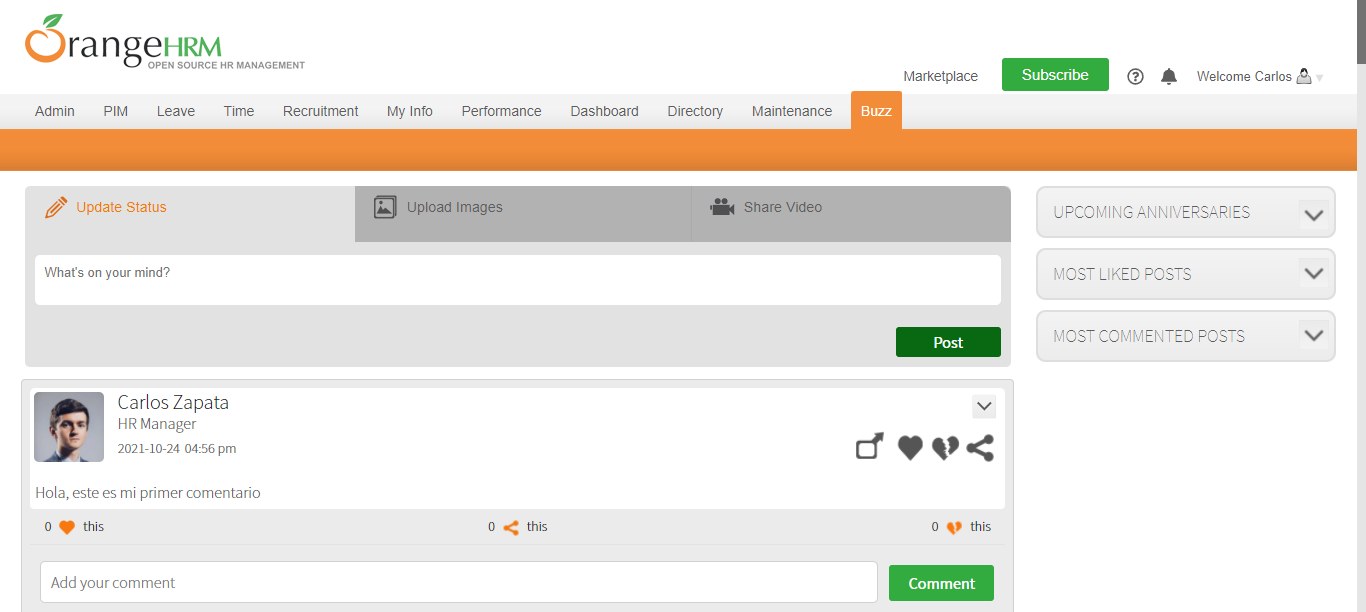 OrangeHRM
OPEN SOURCE HR MANAGEMENT
Marketplace Subscribe ? Welcome Carlos
Admin PIM Leave Time Recruitment My Info Performance Dashboard Directory Maintenance Buzz
Update Status Upload Images Share Video
What's on your mind?
Post
UPCOMING ANNIVERSARIES
MOST LIKED POSTS
MOST COMMENTED POSTS
Carlos Zapata
HR Manager
2021-10-24 04:56 pm
Hola, este es mi primer comentario
0 this 0 this 0 this
Add your comment Comment